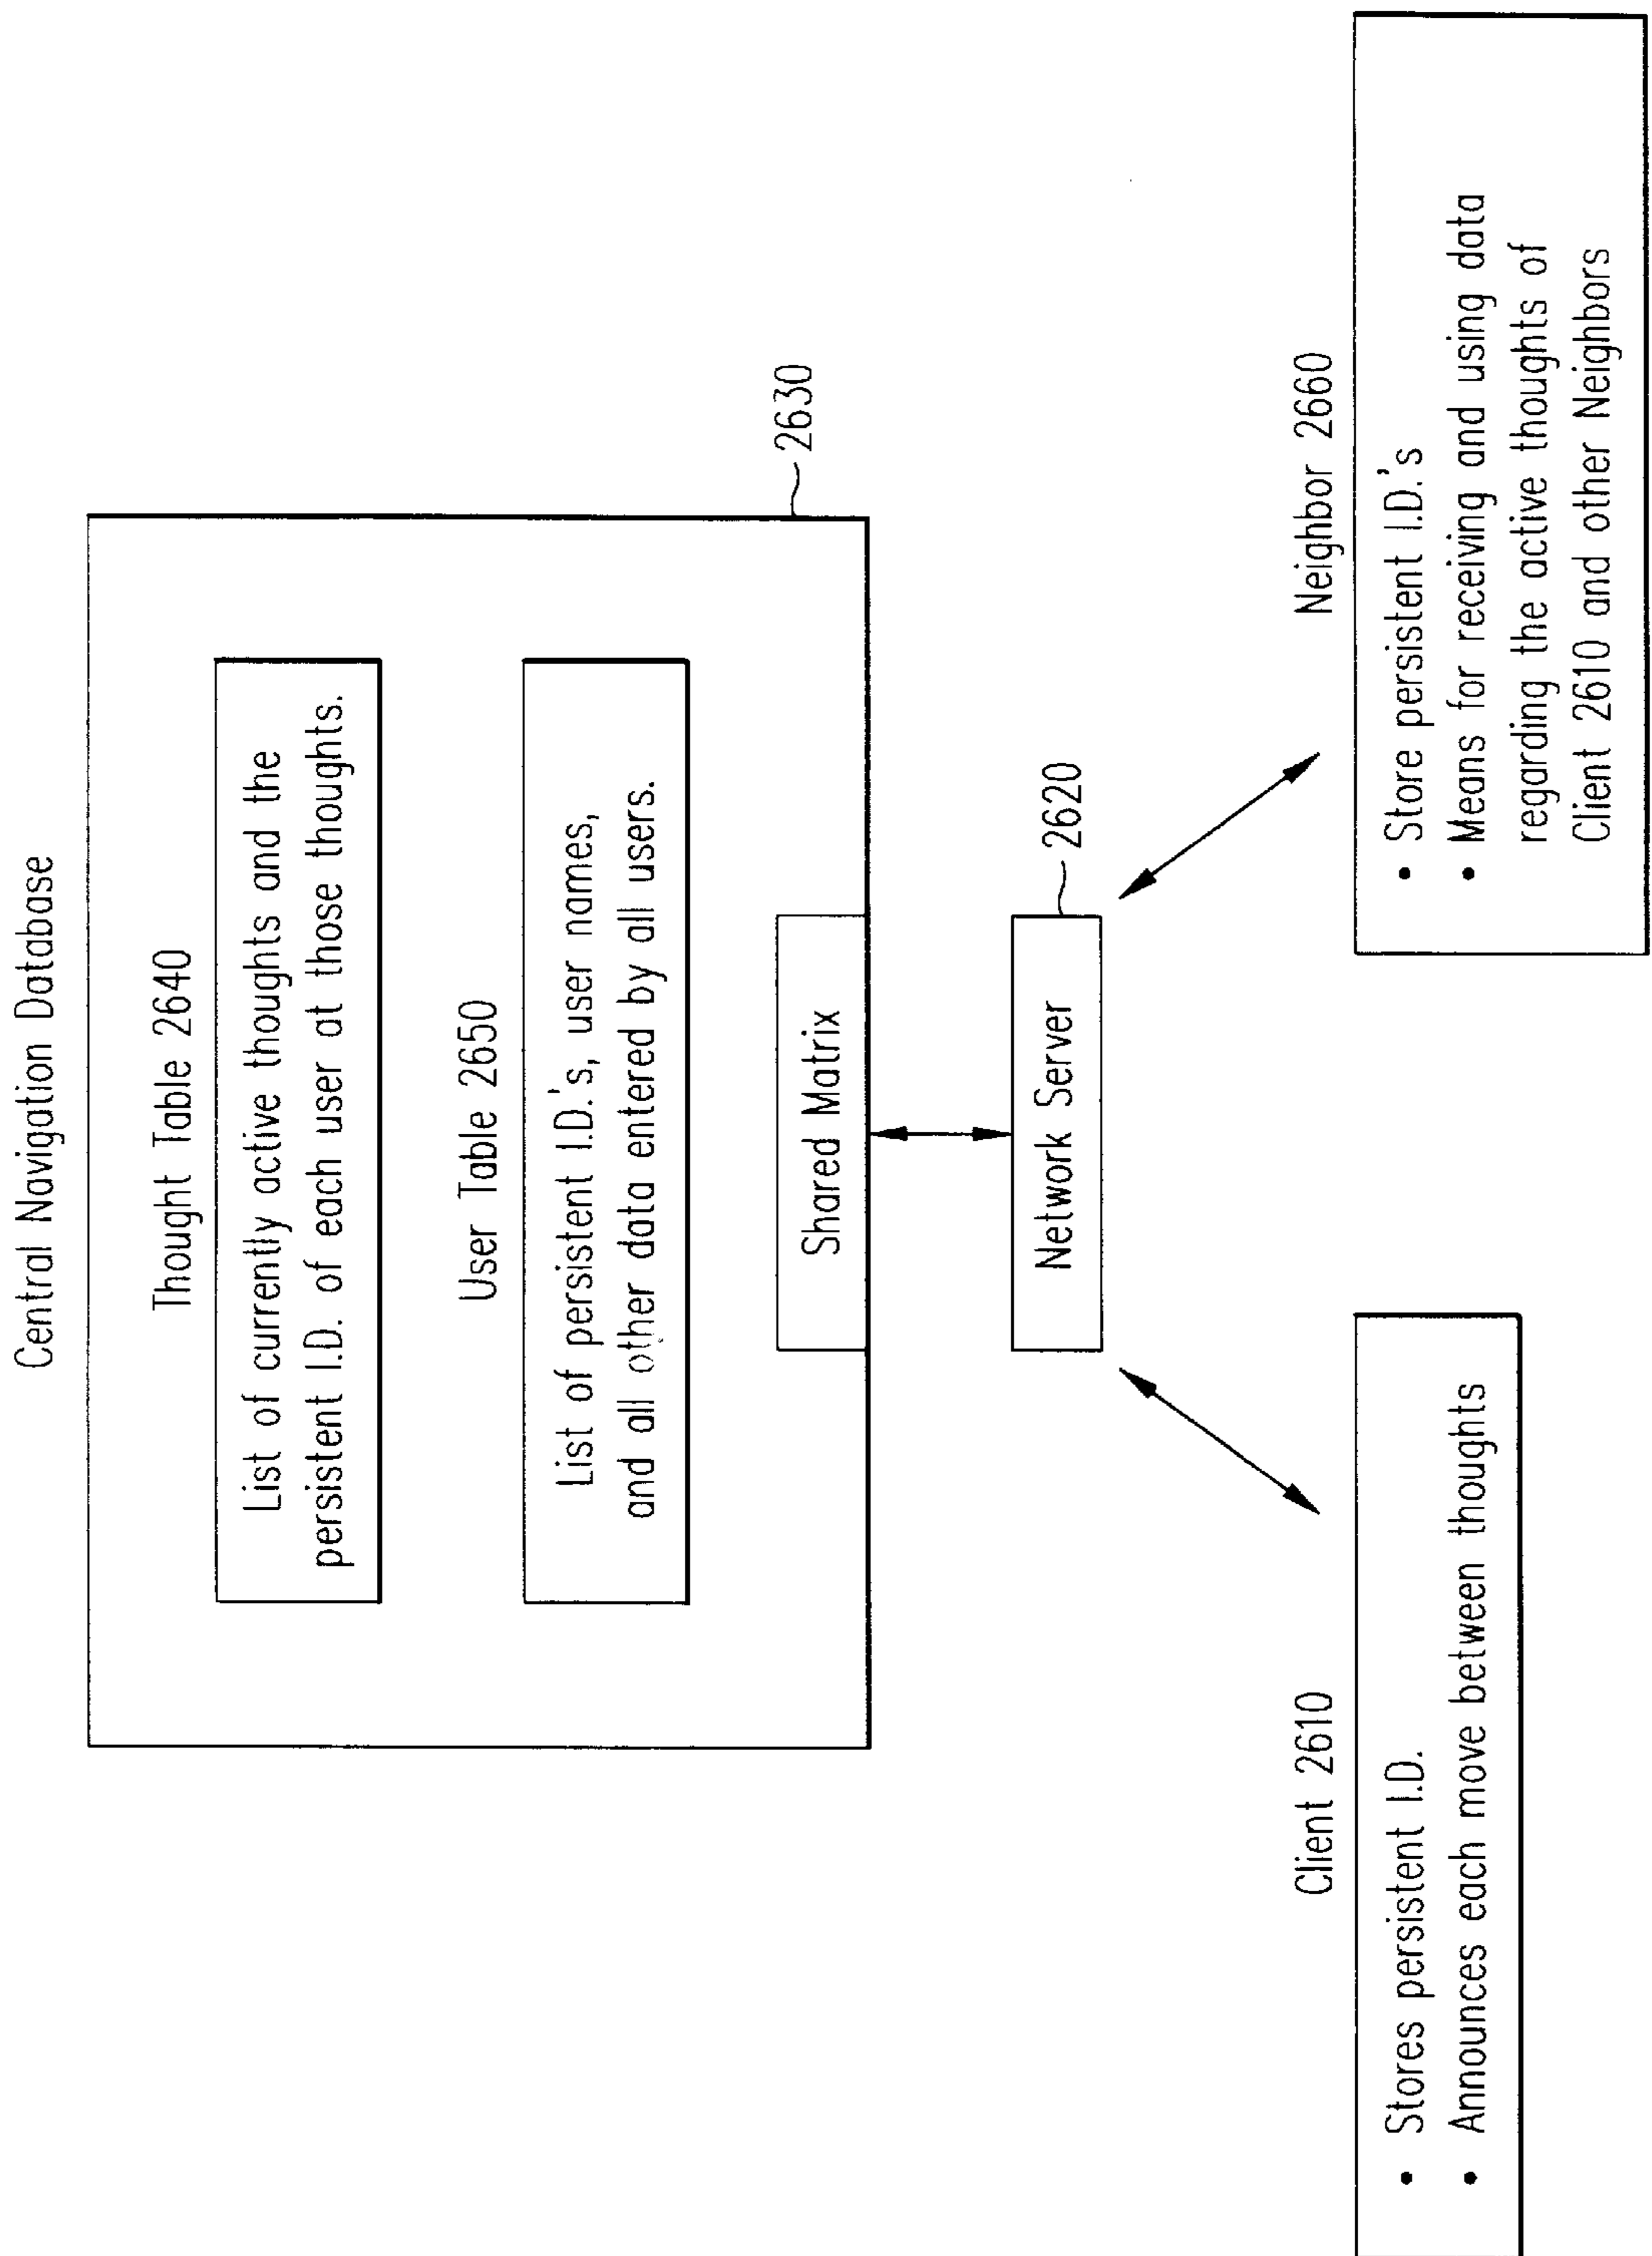 Central Navigation Database
Thought Table 2640
List of currently active thoughts and the
persistent I.D. of each user at those thoughts.
User Table 2650
List of persistent I.D.'s, user names,
and all other data entered by all users.
Shared Matrix
2630
Network Server
2620
Client 2610
• Stores persistent I.D.
• Announces each move between thoughts
Neighbor 2660
• Store persistent I.D.'s
• Means for receiving and using data
regarding the active thoughts of
Client 2610 and other Neighbors